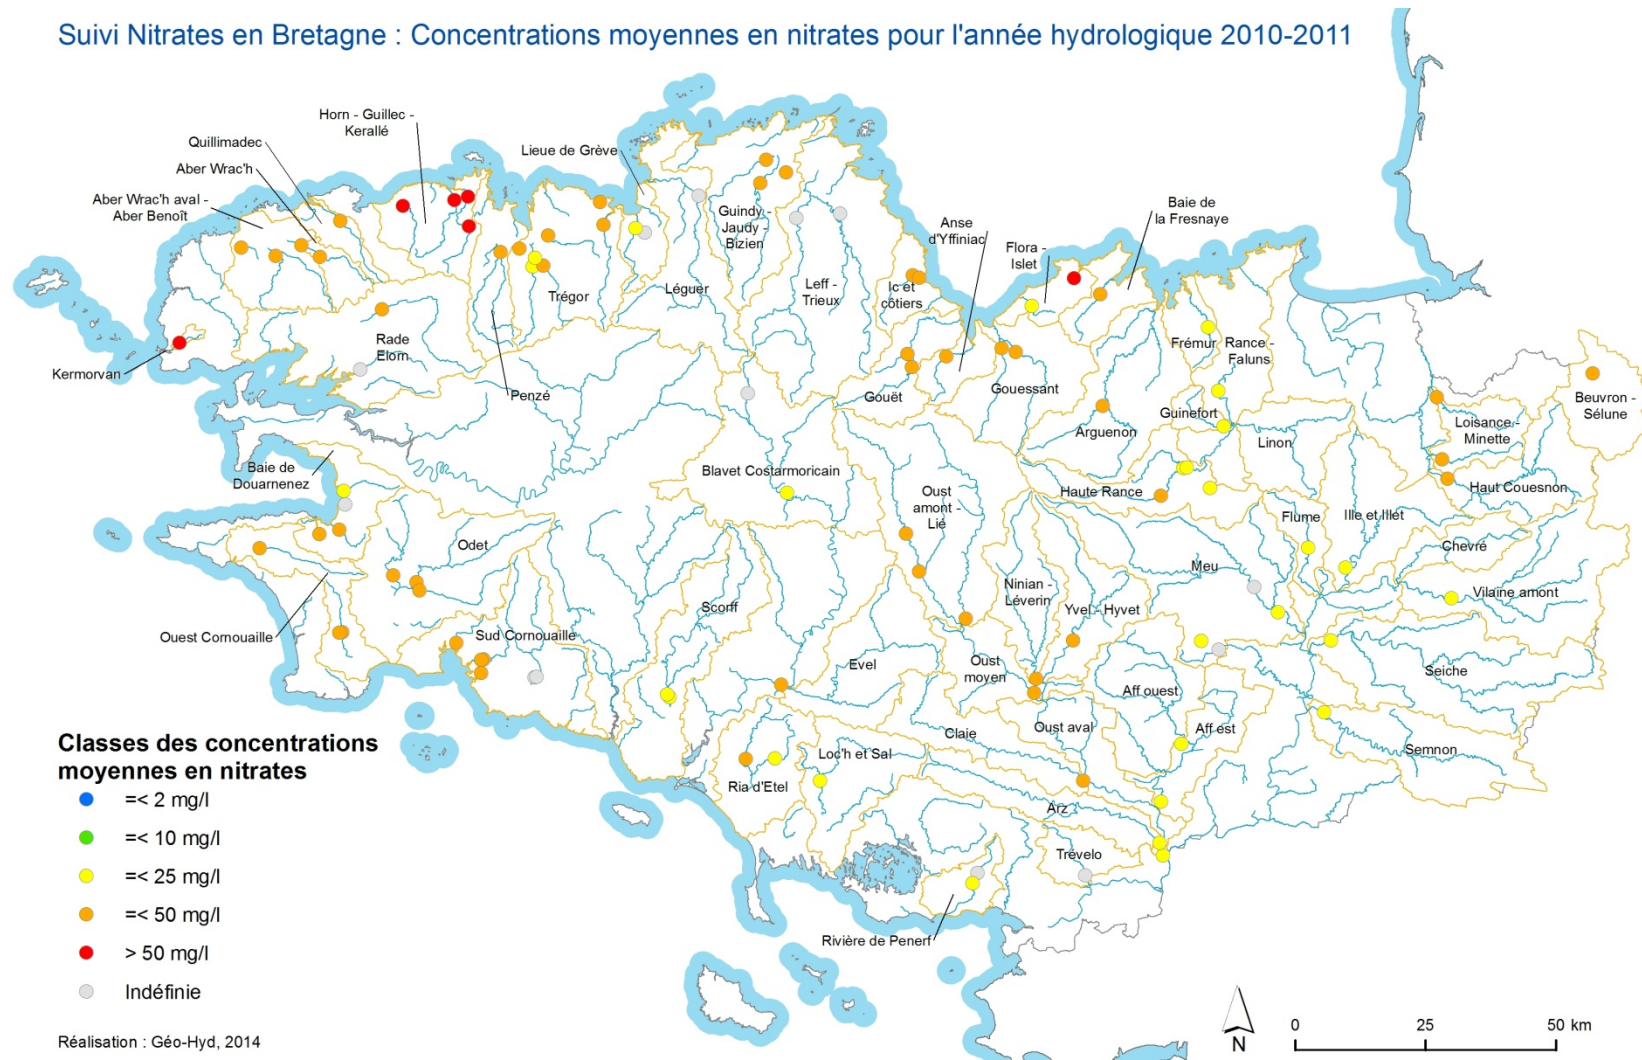 Suivi Nitrates en Bretagne : Concentrations moyennes en nitrates pour l'année hydrologique 2010-2011
Horn - Guillec -
Kerallé
Quillimadec
Aber Wrac'h
Aber Wrac'h aval -
Aber Benoît
Lieue de Grève
Guindy -
Jaudy -
Bizien
Anse
d'Yffiniac
Flora -
Islet
Baie de
la Fresnaye
Trégor
Léguer
Leff -
Trieux
Ic et
côtiers
Rade
Elorn
Kermorvan
Penzé
Gouët
Gouessant
Frémur
Rance -
Faluns
Guinefort
Arguenon
Linon
Loisance -
Minette
Beuvron -
Sélune
Baie de
Douarnenez
Blavet Costarmoricain
Oust
amont -
Lié
Haute Rance
Haut Couesnon
Flume
Ille et Illet
Chevré
Odet
Meu
Vilaine amont
Scorff
Ninian -
Léverin
Yvel - Hyvet
Ouest Cornouaille
Sud Cornouaille
Evel
Oust
moyen
Seiche
Aff ouest
Oust aval
Aff est
Claie
Semnon
Loc'h et Sal
Ria d'Etel
Arz
Trévelo
Rivière de Penerf
Classes des concentrations
moyennes en nitrates
=< 2 mg/l
=< 10 mg/l
=< 25 mg/l
=< 50 mg/l
> 50 mg/l
Indéfinie
Réalisation : Géo-Hyd, 2014
N
0 25 50 km